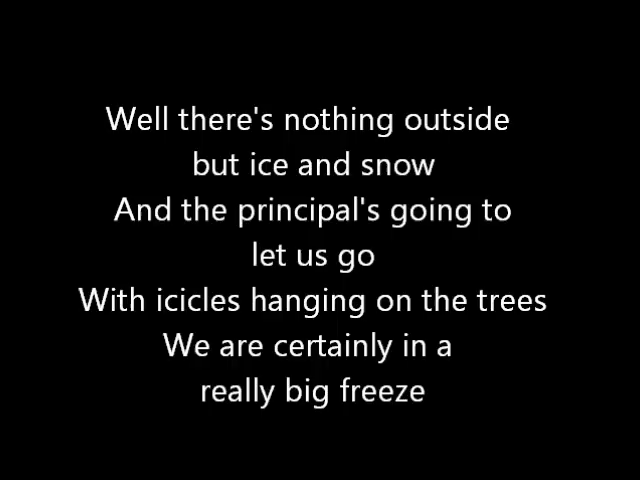 Well there's nothing outside
but ice and snow
And the principal's going to
let us go
With icicles hanging on the trees
We are certainly in a
really big freeze